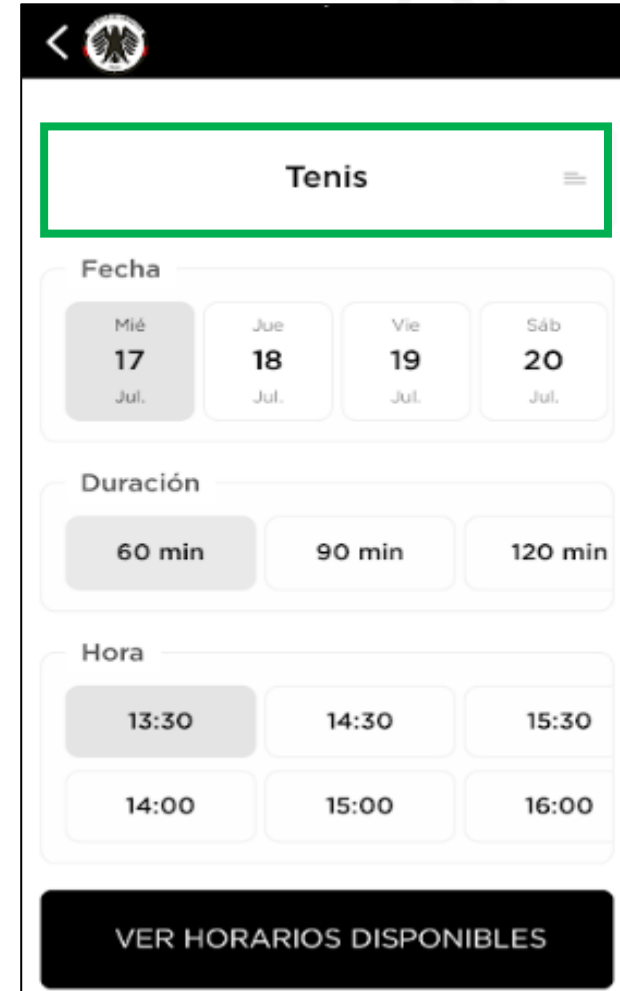 Tenis
Fecha
Mié Jue Vie Sáb
17 18 19 20
Jul. Jul. Jul. Jul.
Duración
60 min 90 min 120 min
Hora
13:30 14:30 15:30
14:00 15:00 16:00
VER HORARIOS DISPONIBLES